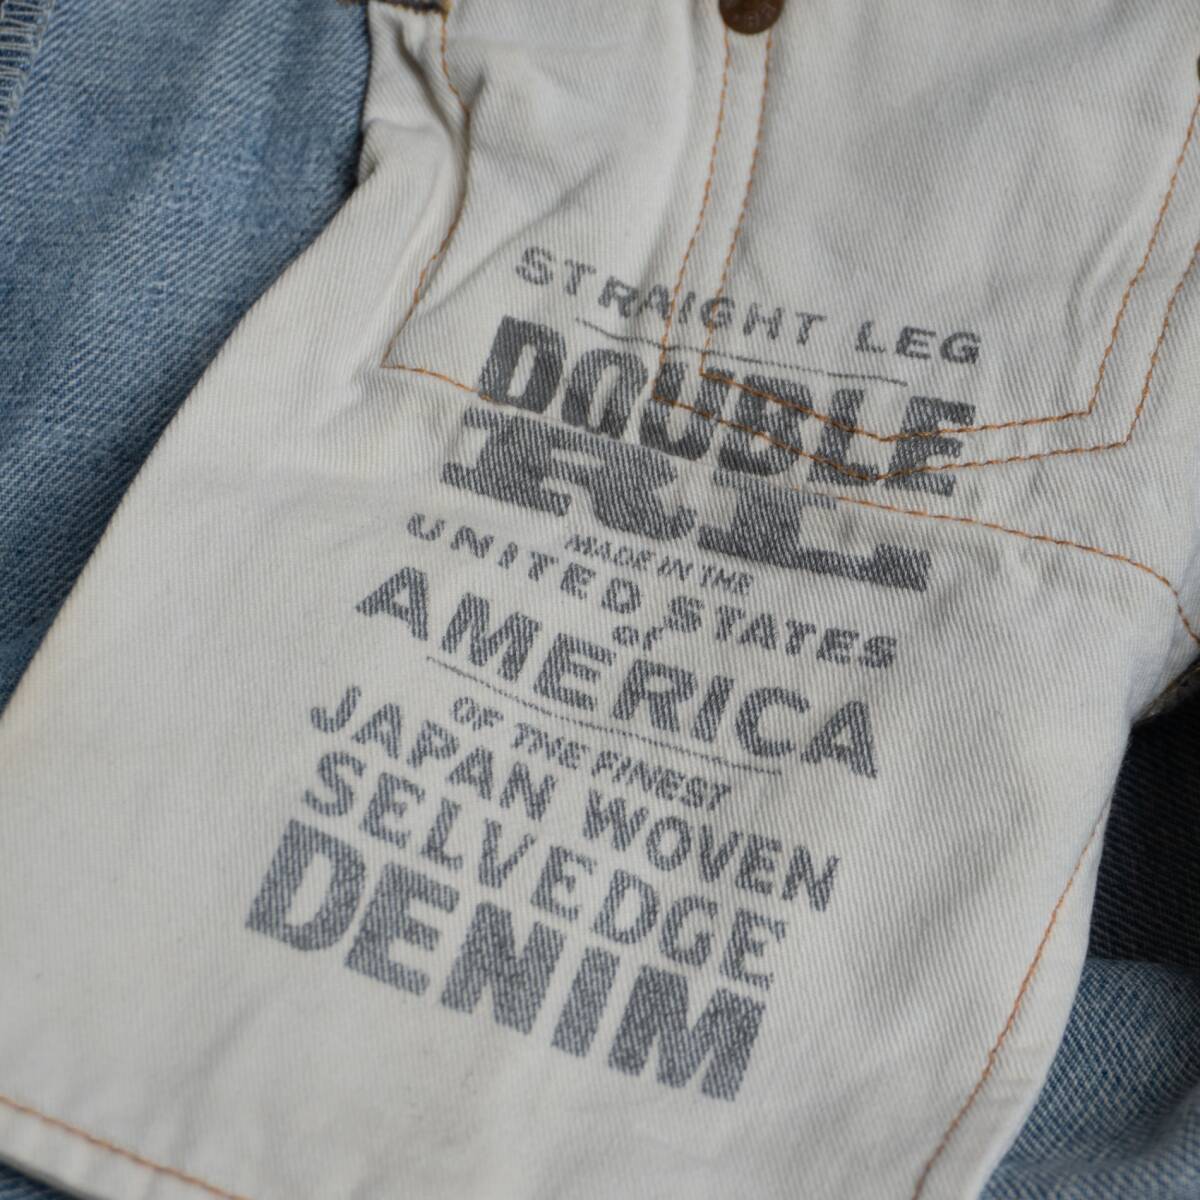 STRAIGHT LEG
DOUBLE
RL
MADE IN THE
UNITED STATES
OF
AMERICA
OF THE FINEST
JAPAN WOVEN
SELVEDGE
DENIM